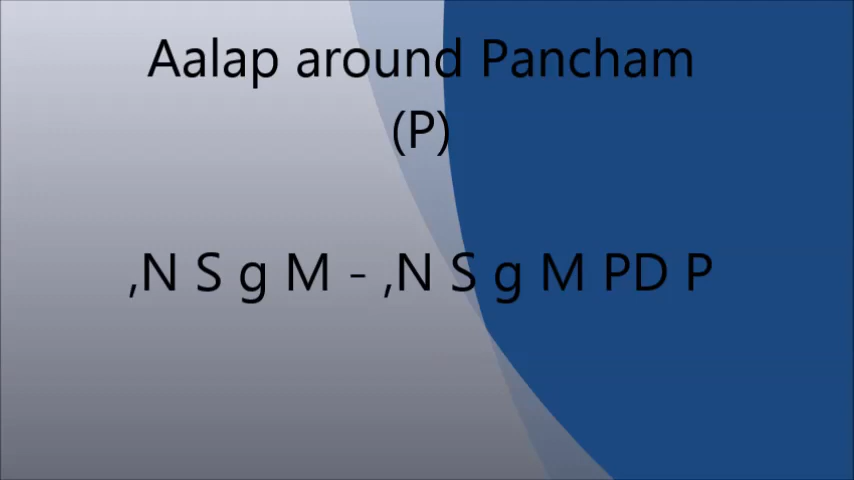 Aalap around Pancham
(P)
,N S g M - ,N S g M PD P